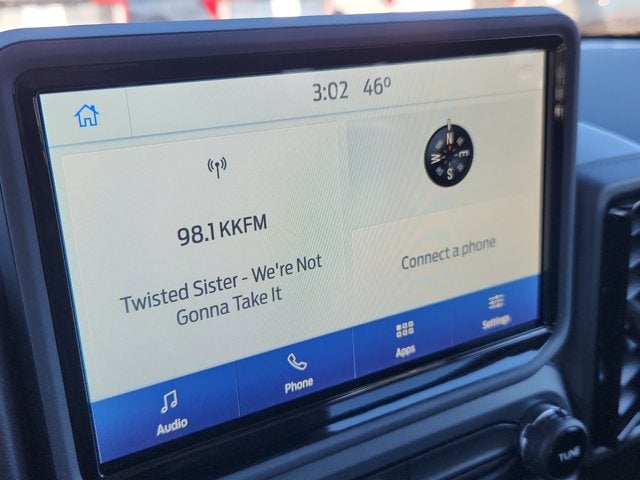 3:02 46°
N
W E
S
98.1 KKFM
Twisted Sister - We're Not
Gonna Take It
Connect a phone
Audio
Phone
Apps
Settings
TUNE